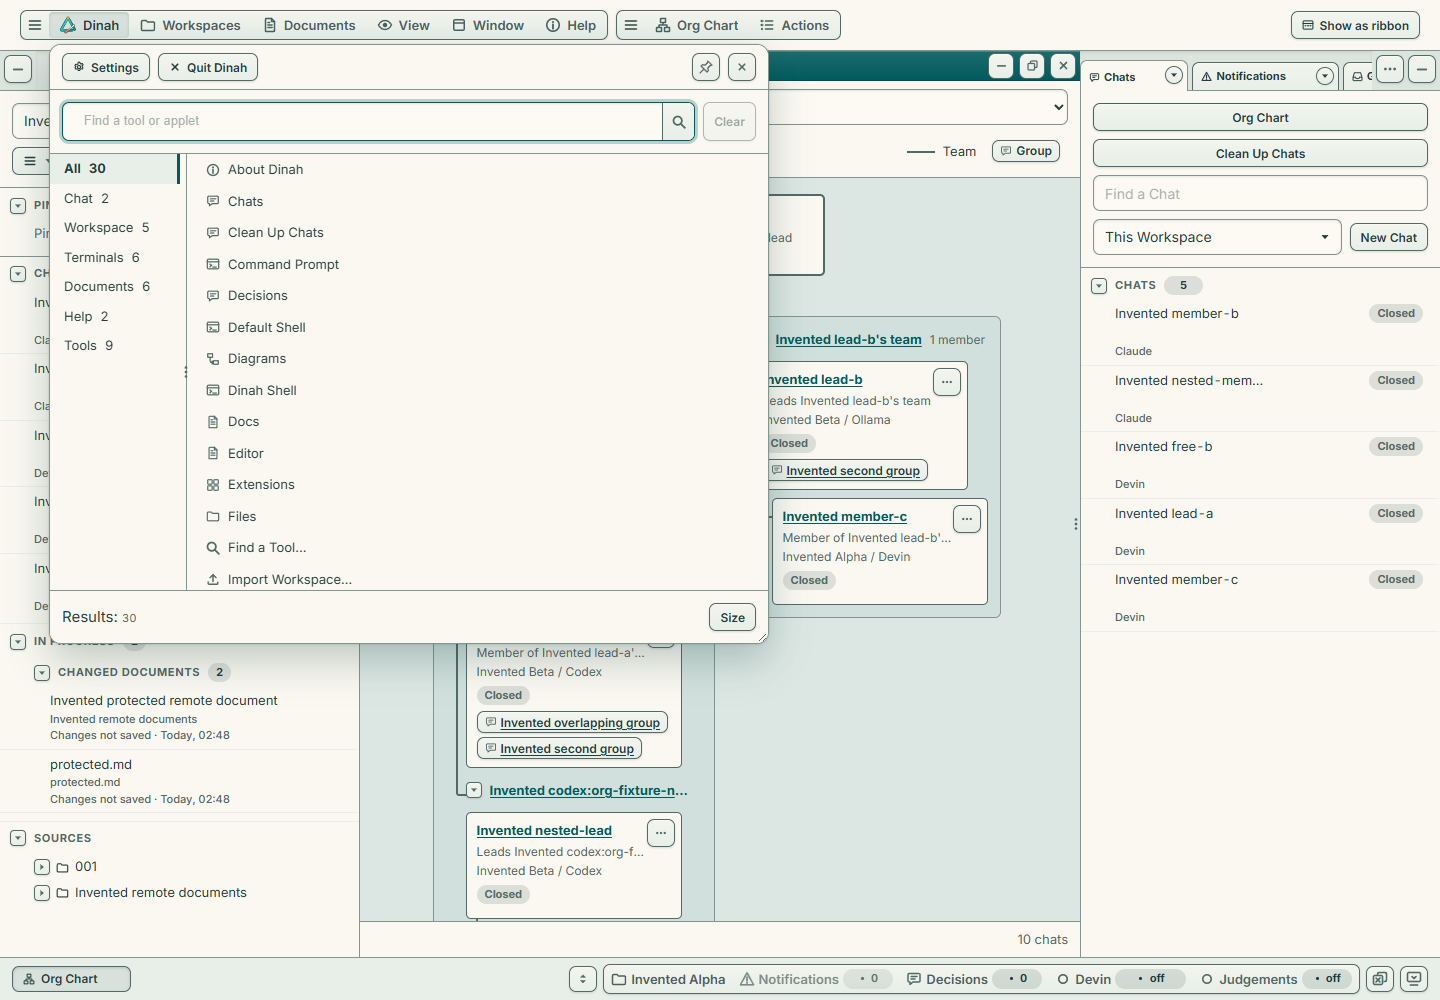 Dinah
Workspaces
Documents
View
Window
Help
Org Chart
Actions
Show as ribbon
Settings
Quit Dinah
Find a tool or applet
Clear
All 30
Chat 2
Workspace 5
Terminals 6
Documents 6
Help 2
Tools 9
About Dinah
Chats
Clean Up Chats
Command Prompt
Decisions
Default Shell
Diagrams
Dinah Shell
Docs
Editor
Extensions
Files
Find a Tool...
Import Workspace...
Results: 30
Size
Team
Group
lead
Invented lead-b's team 1 member
nvented lead-b
eads Invented lead-b's team
nvented Beta / Ollama
Closed
Invented second group
Invented member-c
Member of Invented lead-b'...
Invented Alpha / Devin
Closed
Member of Invented lead-a'...
Invented Beta / Codex
Closed
Invented overlapping group
Invented second group
Invented codex:org-fixture-n...
Invented nested-lead
Leads Invented codex:org-f...
Invented Beta / Codex
Closed
10 chats
CHANGED DOCUMENTS 2
Invented protected remote document
Invented remote documents
Changes not saved · Today, 02:48
protected.md
protected.md
Changes not saved · Today, 02:48
SOURCES
001
Invented remote documents
Chats
Notifications
Org Chart
Clean Up Chats
Find a Chat
This Workspace
New Chat
CHATS 5
Invented member-b
Closed
Claude
Invented nested-mem...
Closed
Claude
Invented free-b
Closed
Devin
Invented lead-a
Closed
Devin
Invented member-c
Closed
Devin
Org Chart
Invented Alpha
Notifications • 0
Decisions • 0
Devin • off
Judgements • off